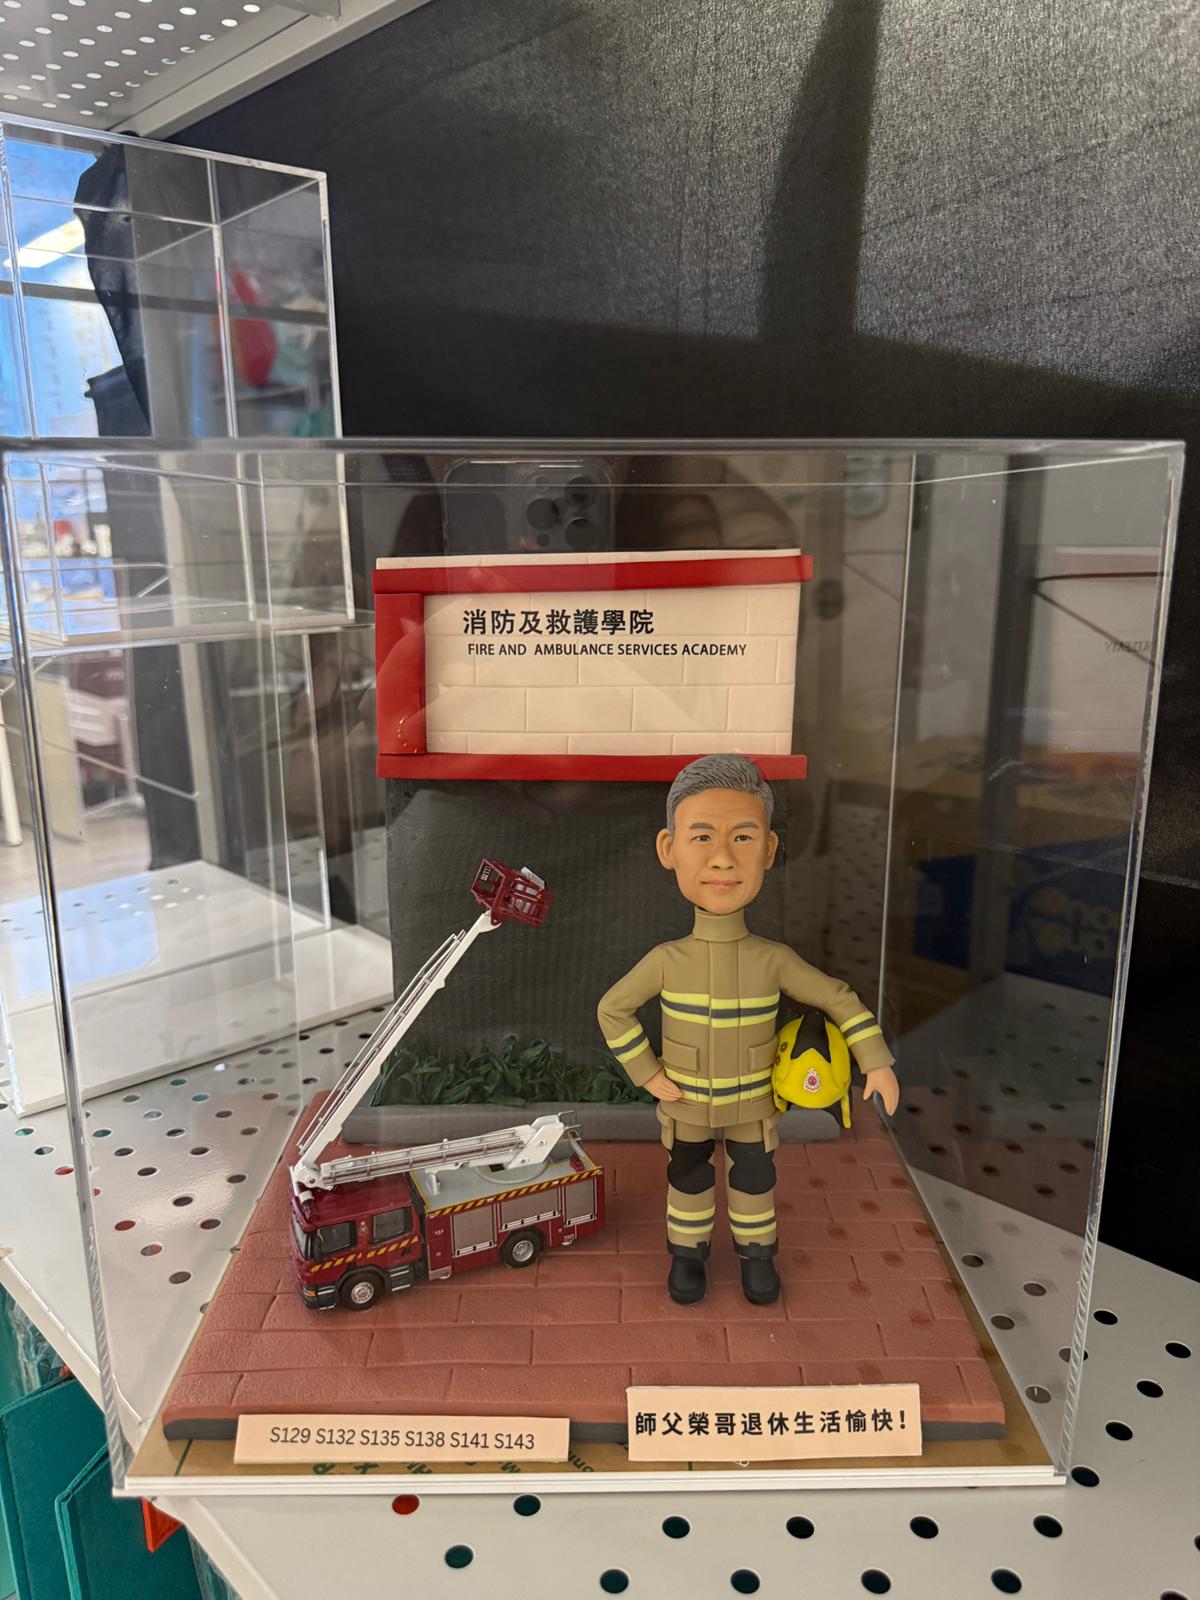 消防及救護學院
FIRE AND AMBULANCE SERVICES ACADEMY
S129 S132 S135 S138 S141 S143
師父榮哥退休生活愉快!